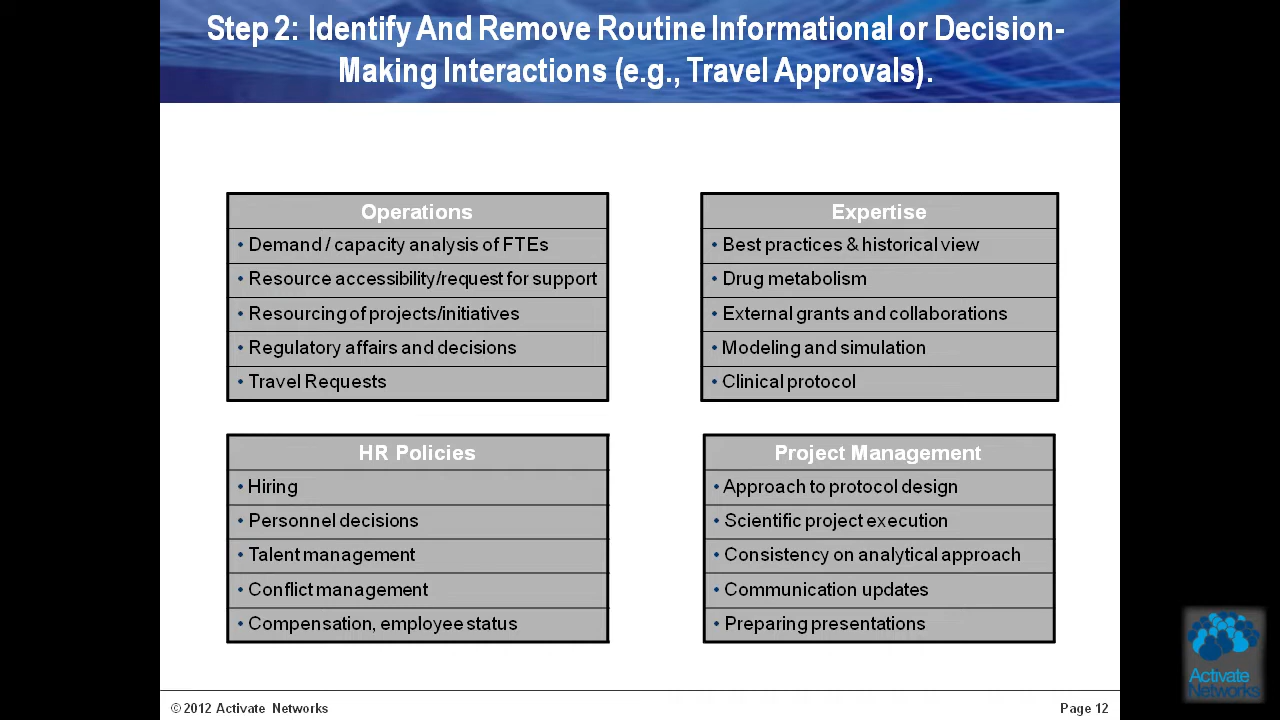 Step 2: Identify And Remove Routine Informational or Decision-
Making Interactions (e.g., Travel Approvals).
Operations
• Demand / capacity analysis of FTEs
• Resource accessibility/request for support
• Resourcing of projects/initiatives
• Regulatory affairs and decisions
• Travel Requests
Expertise
• Best practices & historical view
• Drug metabolism
• External grants and collaborations
• Modeling and simulation
• Clinical protocol
HR Policies
• Hiring
• Personnel decisions
• Talent management
• Conflict management
• Compensation, employee status
Project Management
• Approach to protocol design
• Scientific project execution
• Consistency on analytical approach
• Communication updates
• Preparing presentations
© 2012 Activate Networks
Page 12
Activate
Networks